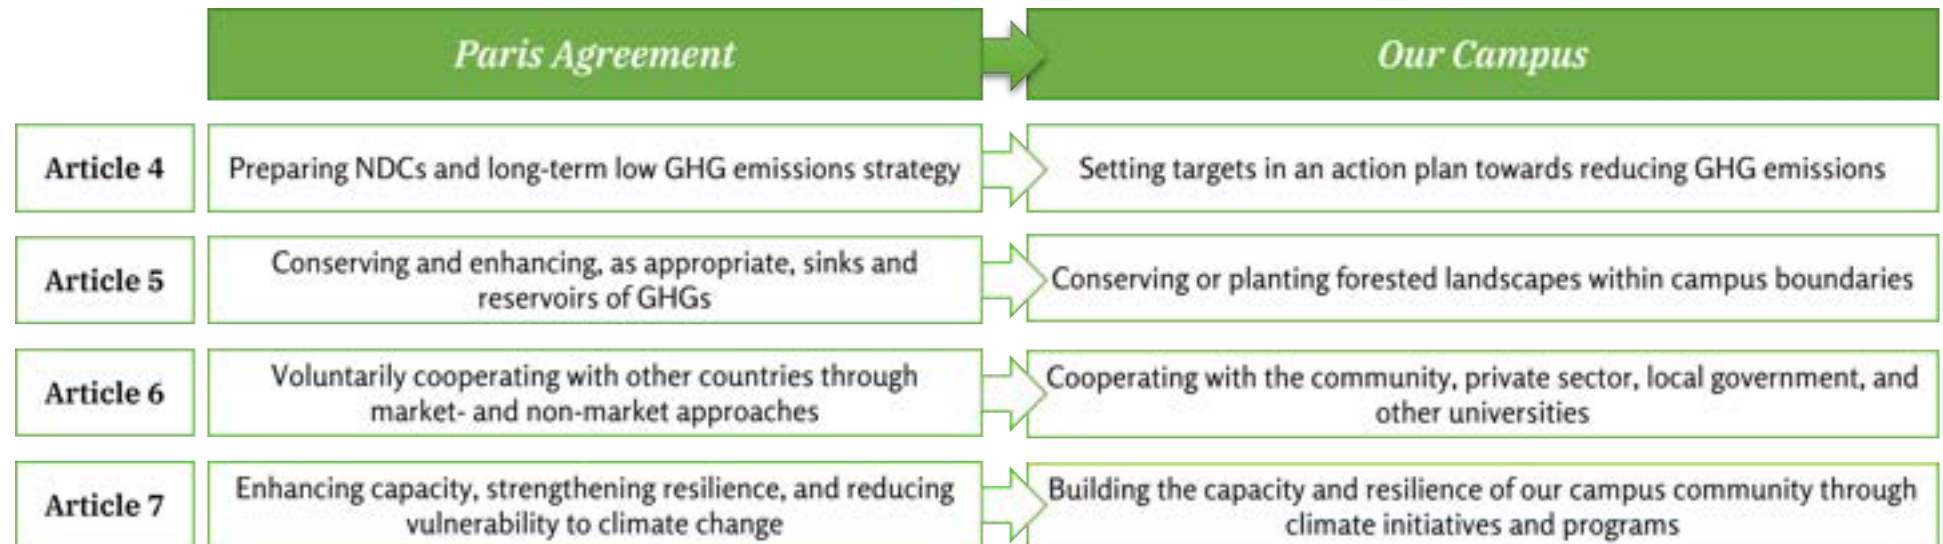 Paris Agreement
Our Campus
Article 4
Preparing NDCs and long-term low GHG emissions strategy
Setting targets in an action plan towards reducing GHG emissions
Article 5
Conserving and enhancing, as appropriate, sinks and
reservoirs of GHGs
Conserving or planting forested landscapes within campus boundaries
Article 6
Voluntarily cooperating with other countries through
market- and non-market approaches
Cooperating with the community, private sector, local government, and
other universities
Article 7
Enhancing capacity, strengthening resilience, and reducing
vulnerability to climate change
Building the capacity and resilience of our campus community through
climate initiatives and programs